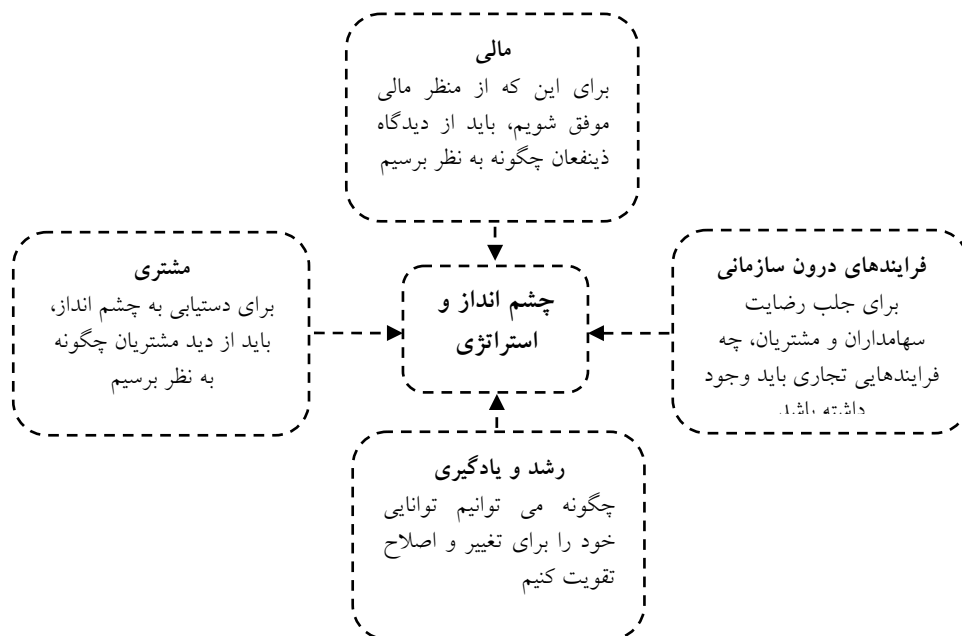 مالی
برای این که از منظر مالی
موفق شویم، باید از دیدگاه
ذینفعان چگونه به نظر برسیم
فرایندهای درون سازمانی
برای جلب رضایت
سهامداران و مشتریان، چه
فرایندهایی تجاری باید وجود
داشته باشد
چشم انداز و
استراتژی
مشتری
برای دستیابی به چشم انداز،
باید از دید مشتریان چگونه
به نظر برسیم
رشد و یادگیری
چگونه می توانیم توانایی
خود را برای تغییر و اصلاح
تقویت کنیم